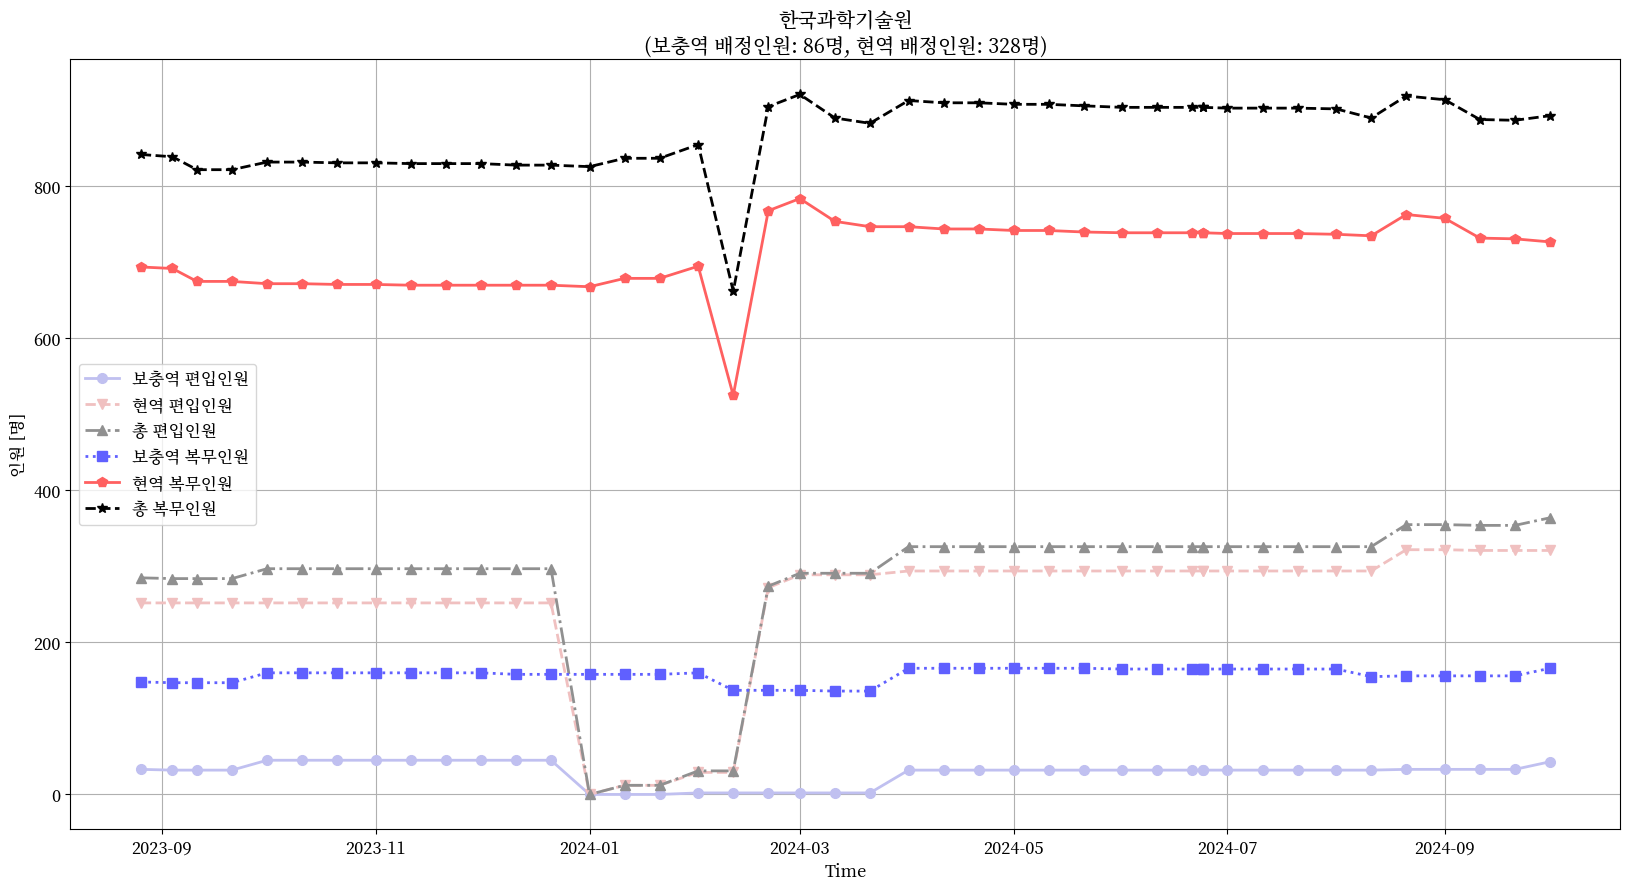 한국과학기술원
(보충역 배정인원: 86명, 현역 배정인원: 328명)
인원 [명]
800
600
400
200
0
보충역 편입인원
현역 편입인원
총 편입인원
보충역 복무인원
현역 복무인원
총 복무인원
2023-09
2023-11
2024-01
2024-03
2024-05
2024-07
2024-09
Time